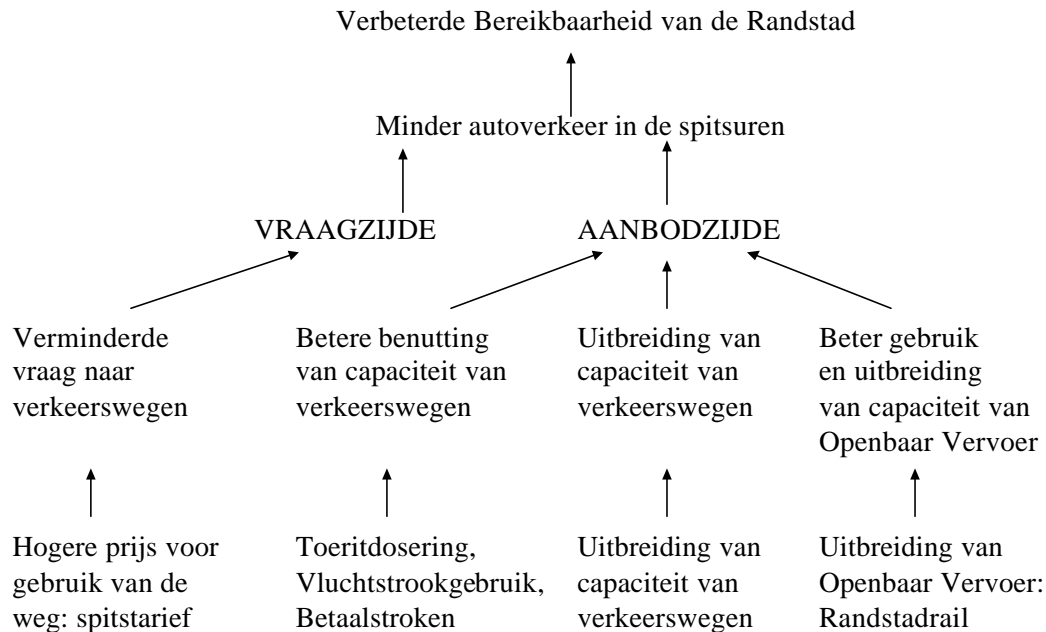 Verbeterde Bereikbaarheid van de Randstad
Minder autoverkeer in de spitsuren
VRAAGZIJDE
AANBODZIJDE
Verminderde
vraag naar
verkeerswegen
Betere benutting
van capaciteit van
verkeerswegen
Uitbreiding van
capaciteit van
verkeerswegen
Beter gebruik
en uitbreiding
van capaciteit van
Openbaar Vervoer
Hogere prijs voor
gebruik van de
weg: spitstarief
Toeritdosering,
Vluchtstrookgebruik,
Betaalstroken
Uitbreiding van
capaciteit van
verkeerswegen
Uitbreiding van
Openbaar Vervoer:
Randstadrail